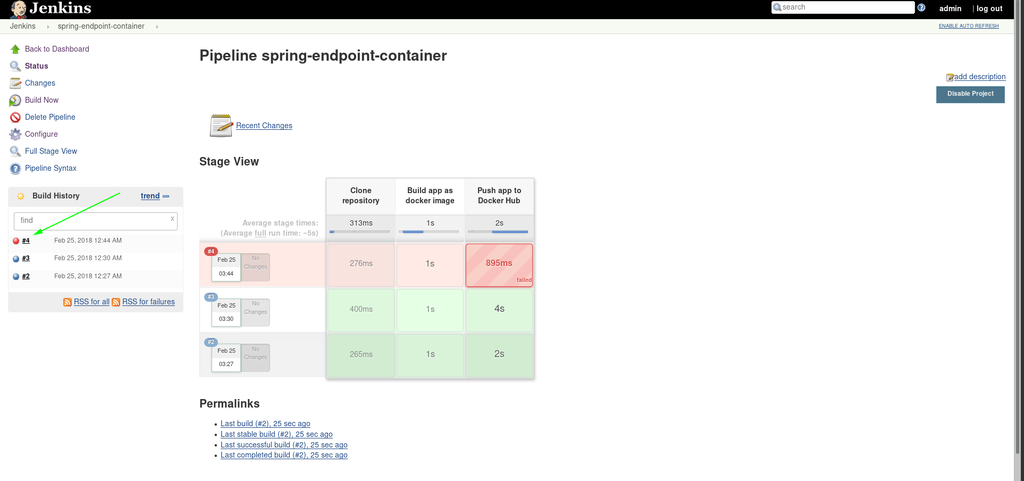 Jenkins
search
admin
log out
Jenkins
spring-endpoint-container
ENABLE AUTO REFRESH
Back to Dashboard
Status
Changes
Build Now
Delete Pipeline
Configure
Full Stage View
Pipeline Syntax
Build History
trend
find
x
#4
Feb 25, 2018 12:44 AM
#3
Feb 25, 2018 12:30 AM
#2
Feb 25, 2018 12:27 AM
RSS for all
RSS for failures
Pipeline spring-endpoint-container
add description
Disable Project
Recent Changes
Stage View
Clone
repository
Build app as
docker image
Push app to
Docker Hub
Average stage times:
(Average full run time: ~5s)
313ms
1s
2s
#4
Feb 25
03:44
No
Changes
276ms
1s
895ms
failed
#3
Feb 25
03:30
No
Changes
400ms
1s
4s
#2
Feb 25
03:27
No
Changes
265ms
1s
2s
Permalinks
Last build (#2), 25 sec ago
Last stable build (#2), 25 sec ago
Last successful build (#2), 25 sec ago
Last completed build (#2), 25 sec ago